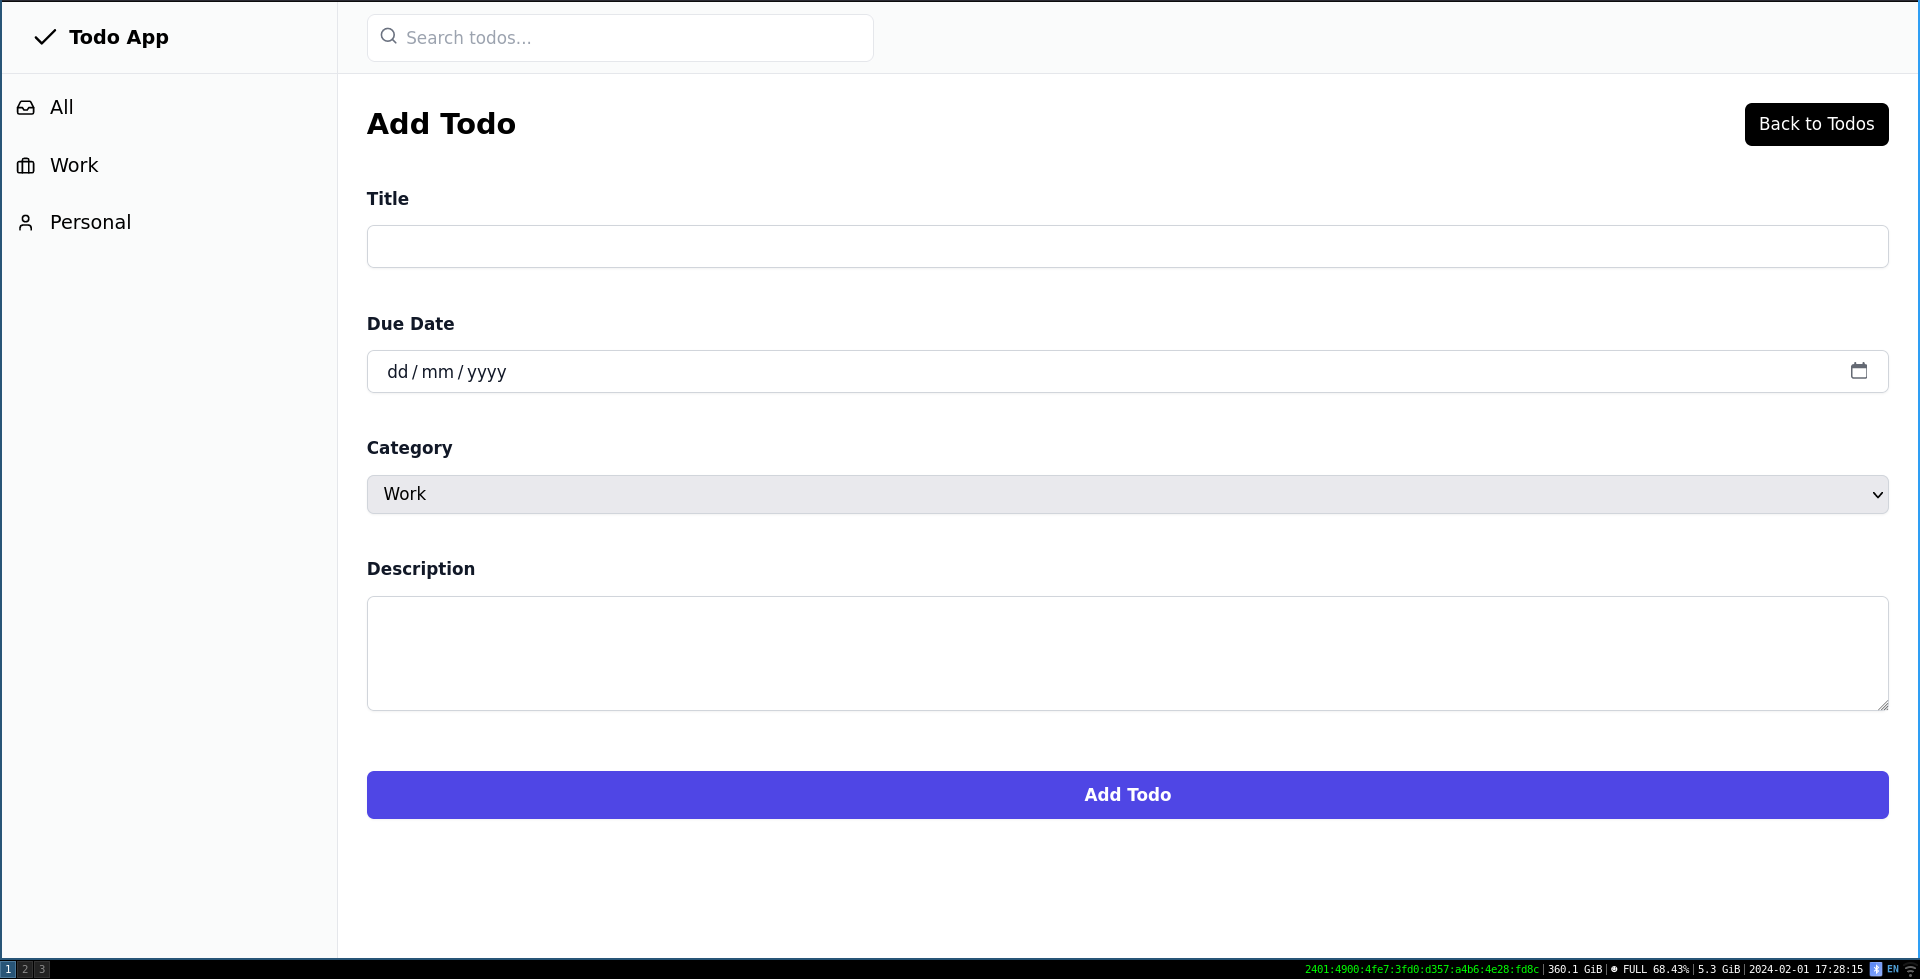 Todo App
Search todos...
All
Work
Personal
Add Todo
Back to Todos
Title
Due Date
dd/mm/yyyy
Category
Work
Description
Add Todo
1 2 3
2401:4900:4fe7:3fd0:d357:a4b6:4e28:fd8c | 360.1 GiB | ☻ FULL 68.43% | 5.3 GiB | 2024-02-01 17:28:15 EN